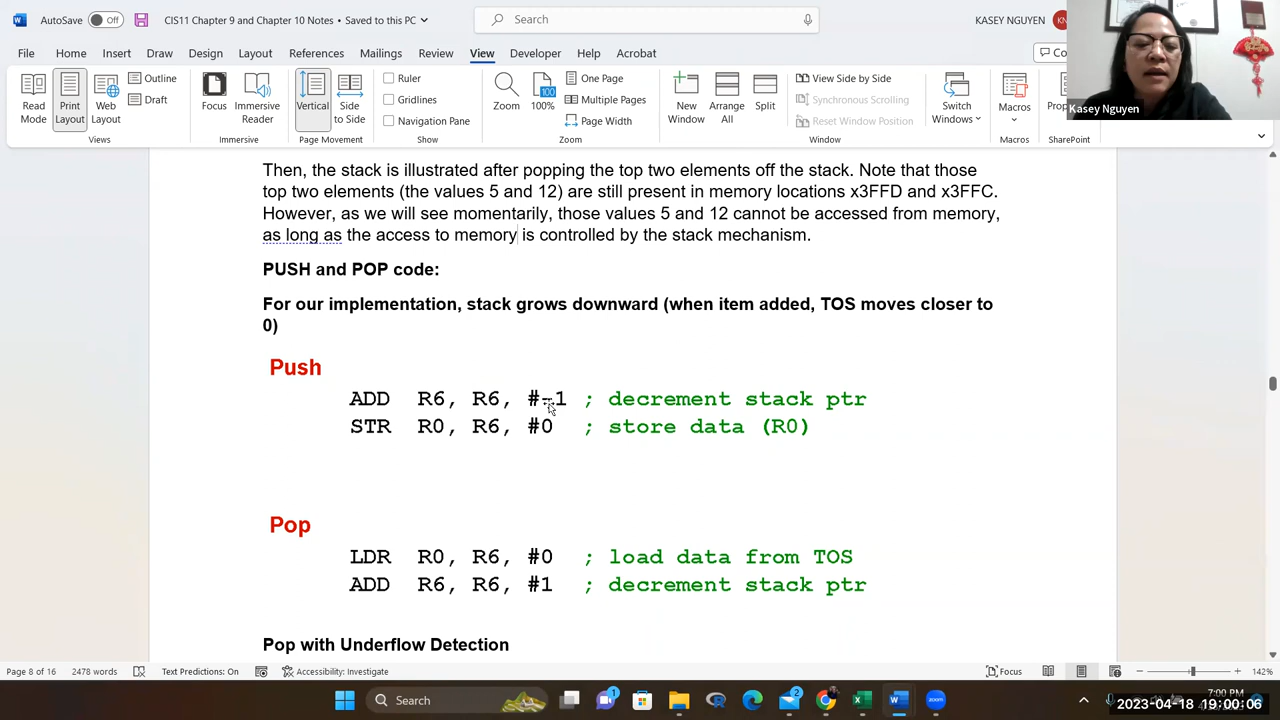 AutoSave Off CIS11 Chapter 9 and Chapter 10 Notes • Saved to this PC Search KASEY NGUYEN KN
File Home Insert Draw Design Layout References Mailings Review View Developer Help Acrobat Co
Read Mode Print Layout Web Layout Outline Draft Focus Immersive Reader Vertical Side to Side Ruler Gridlines Navigation Pane Zoom 100% 100 One Page Multiple Pages Page Width New Window Arrange All Split View Side by Side Synchronous Scrolling Reset Window Position Switch Windows Macros Prop
Views Immersive Page Movement Show Zoom Window Macros SharePoint
Kasey Nguyen
Then, the stack is illustrated after popping the top two elements off the stack. Note that those
top two elements (the values 5 and 12) are still present in memory locations x3FFD and x3FFC.
However, as we will see momentarily, those values 5 and 12 cannot be accessed from memory,
as long as the access to memory is controlled by the stack mechanism.
PUSH and POP code:
For our implementation, stack grows downward (when item added, TOS moves closer to
0)
Push
ADD R6, R6, #-1 ; decrement stack ptr
STR R0, R6, #0 ; store data (R0)
Pop
LDR R0, R6, #0 ; load data from TOS
ADD R6, R6, #1 ; decrement stack ptr
Pop with Underflow Detection
Page 8 of 16 2478 words Text Predictions: On Accessibility: Investigate Focus 142%
Search 1 2 7:00 PM
2023-04-18 19:00:06